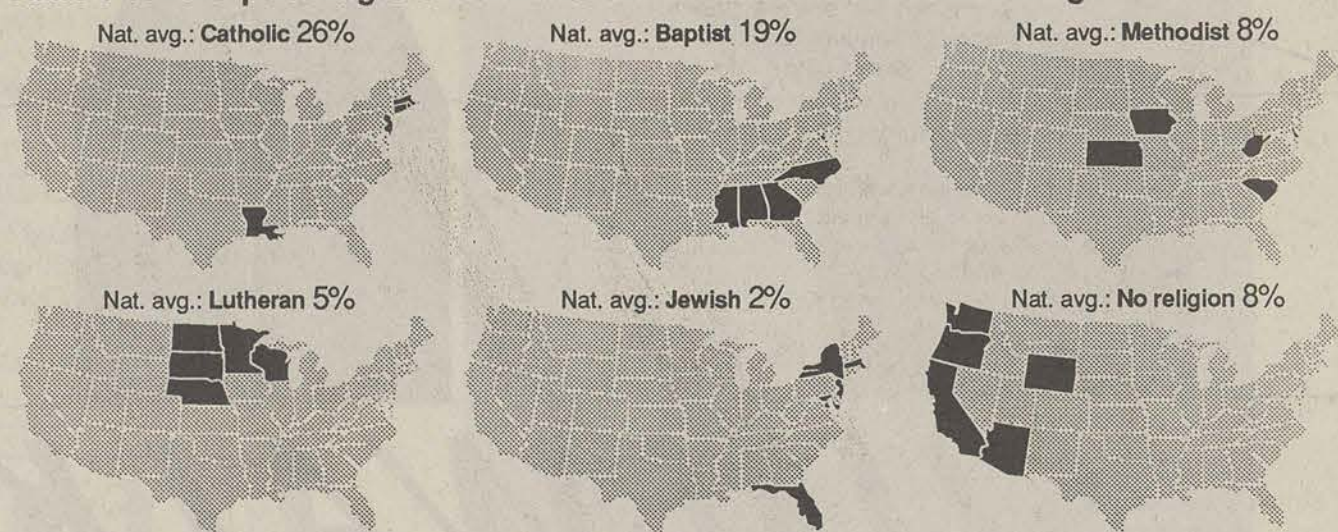 Nat. avg.: Catholic 26%
Nat. avg.: Baptist 19%
Nat. avg.: Methodist 8%
Nat. avg.: Lutheran 5%
Nat. avg.: Jewish 2%
Nat. avg.: No religion 8%